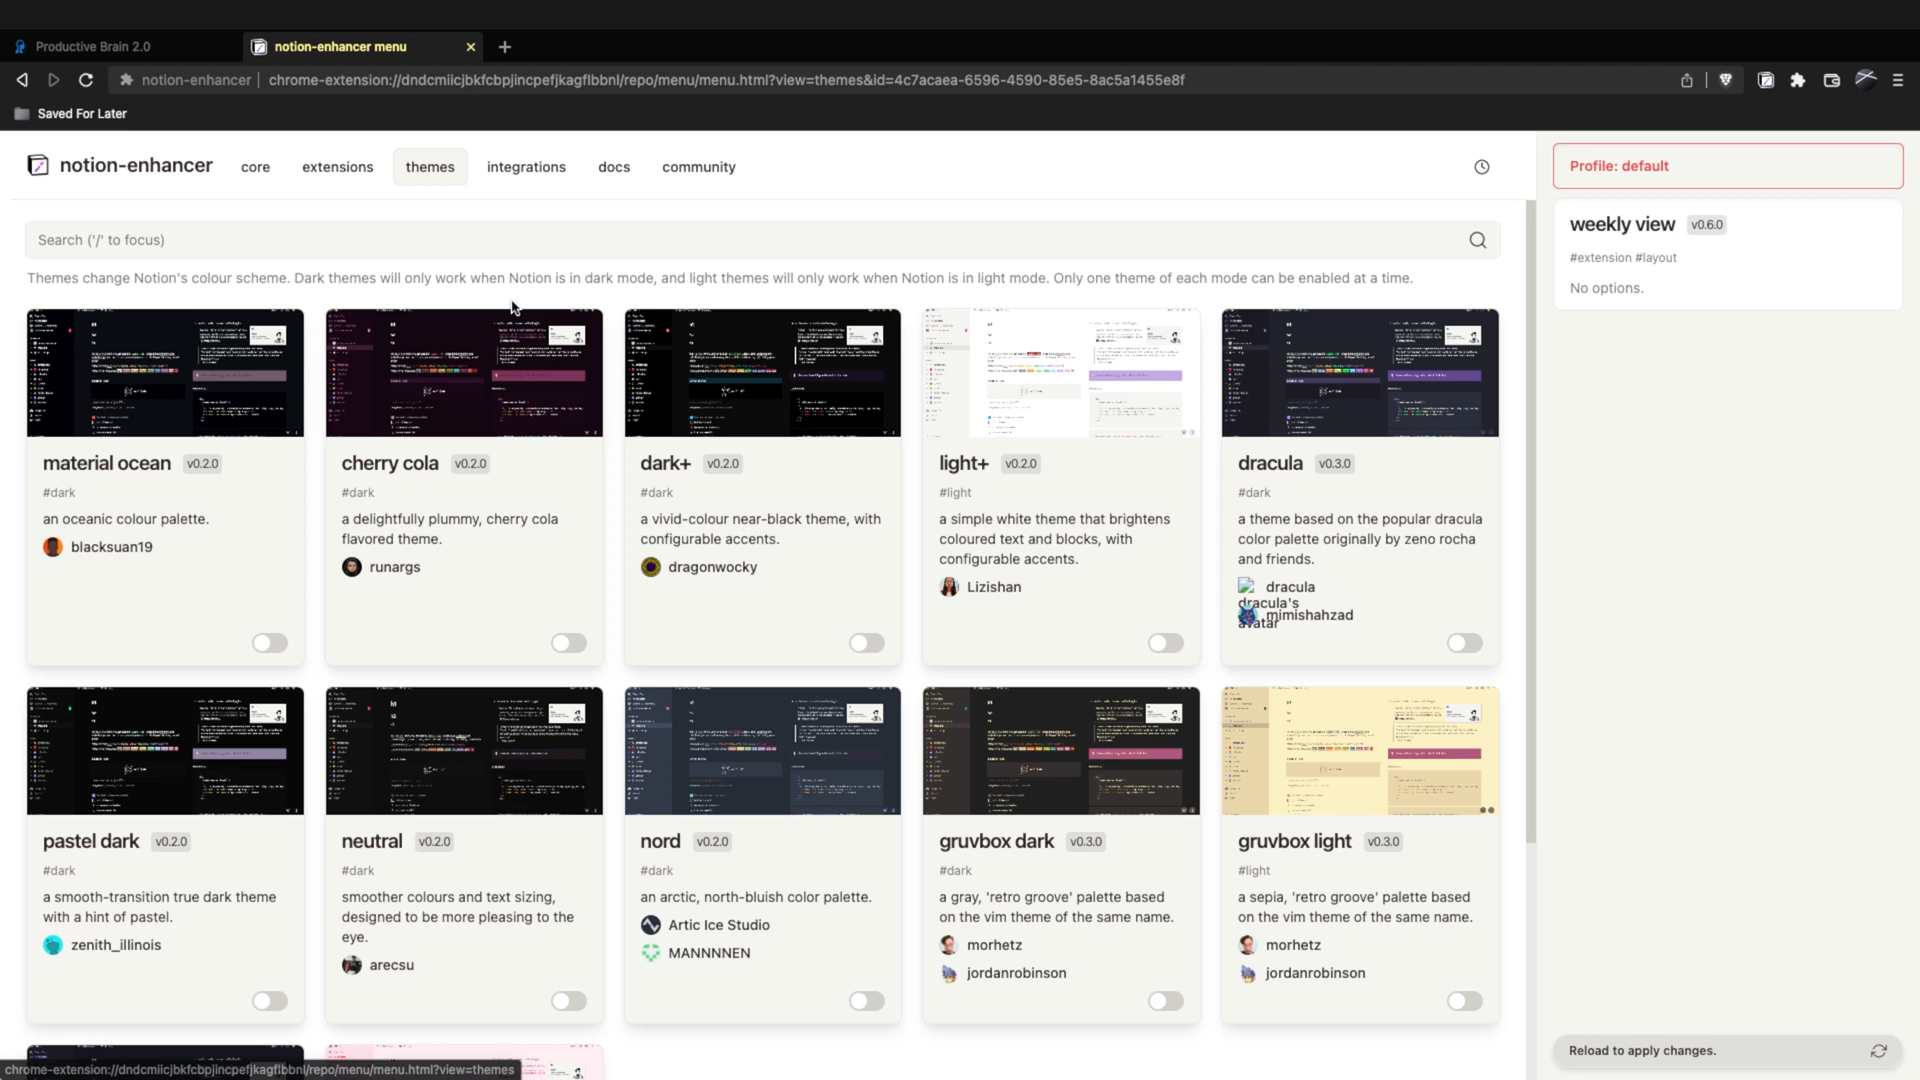 Productive Brain 2.0
notion-enhancer menu
notion-enhancer
chrome-extension://dndcmiicjbkfcbpjincpefjkagflbbnl/repo/menu/menu.html?view=themes&id=4c7acaea-6596-4590-85e5-8ac5a1455e8f
Saved For Later
notion-enhancer
core
extensions
themes
integrations
docs
community
Search ('/' to focus)
Themes change Notion's colour scheme. Dark themes will only work when Notion is in dark mode, and light themes will only work when Notion is in light mode. Only one theme of each mode can be enabled at a time.
material ocean v0.2.0
#dark
an oceanic colour palette.
blacksuan19
cherry cola v0.2.0
#dark
a delightfully plummy, cherry cola
flavored theme.
runargs
dark+ v0.2.0
#dark
a vivid-colour near-black theme, with
configurable accents.
dragonwocky
light+ v0.2.0
#light
a simple white theme that brightens
coloured text and blocks, with
configurable accents.
Lizishan
dracula v0.3.0
#dark
a theme based on the popular dracula
color palette originally by zeno rocha
and friends.
dracula
dracula's
avatar
mimishahzad
pastel dark v0.2.0
#dark
a smooth-transition true dark theme
with a hint of pastel.
zenith_illinois
neutral v0.2.0
#dark
smoother colours and text sizing,
designed to be more pleasing to the
eye.
arecsu
nord v0.2.0
#dark
an arctic, north-bluish color palette.
Artic Ice Studio
MANNNNEN
gruvbox dark v0.3.0
#dark
a gray, 'retro groove' palette based
on the vim theme of the same name.
morhetz
jordanrobinson
gruvbox light v0.3.0
#light
a sepia, 'retro groove' palette based
on the vim theme of the same name.
morhetz
jordanrobinson
Profile: default
weekly view v0.6.0
#extension #layout
No options.
Reload to apply changes.
chrome-extension://dndcmiicjbkfcbpjincpefjkagflbbnl/repo/menu/menu.html?view=themes